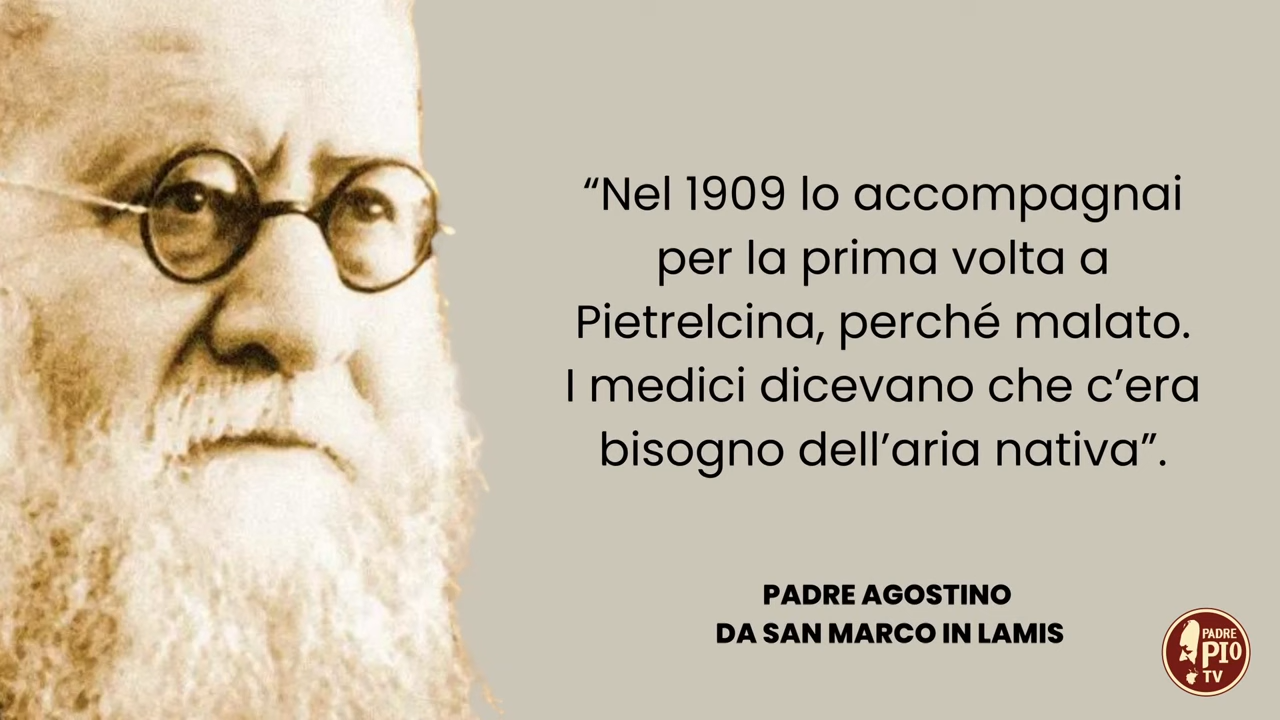 “Nel 1909 lo accompagnai
per la prima volta a
Pietrelcina, perché malato.
I medici dicevano che c’era
bisogno dell’aria nativa”.
PADRE AGOSTINO
DA SAN MARCO IN LAMIS
PADRE
PIO
TV